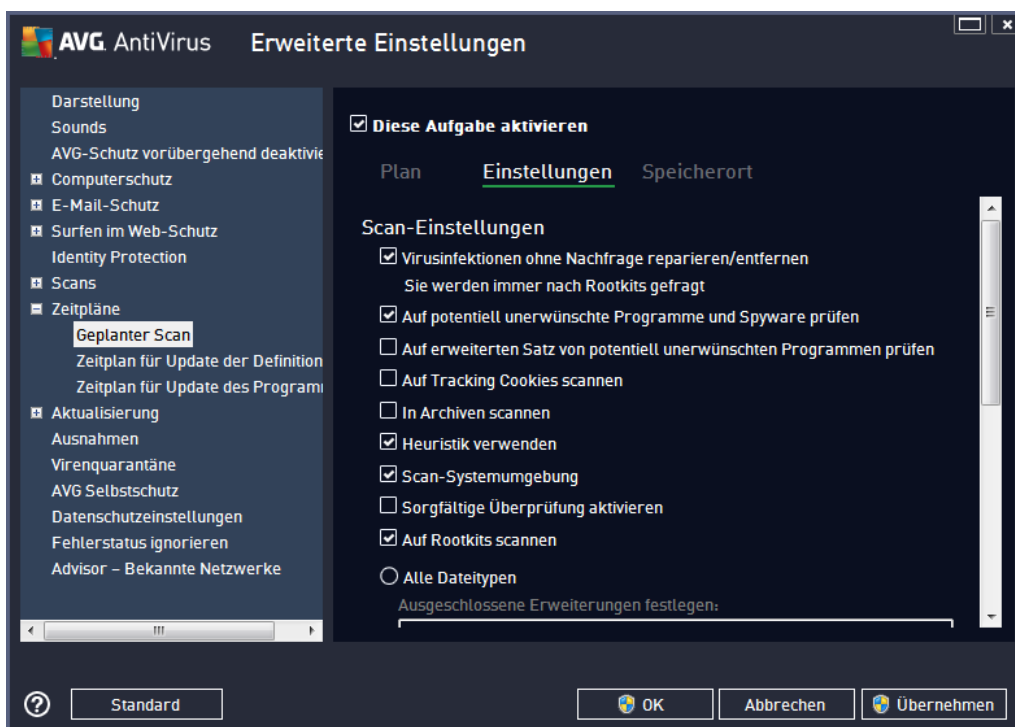 AVG. AntiVirus Erweiterte Einstellungen
Darstellung
Sounds
AVG-Schutz vorübergehend deaktivie
Computerschutz
E-Mail-Schutz
Surfen im Web-Schutz
Identity Protection
Scans
Zeitpläne
Geplanter Scan
Zeitplan für Update der Definition
Zeitplan für Update des Program
Aktualisierung
Ausnahmen
Virenquarantäne
AVG Selbstschutz
Datenschutzeinstellungen
Fehlerstatus ignorieren
Advisor – Bekannte Netzwerke
Diese Aufgabe aktivieren
Plan Einstellungen Speicherort
Scan-Einstellungen
Virusinfektionen ohne Nachfrage reparieren/entfernen
Sie werden immer nach Rootkits gefragt
Auf potentiell unerwünschte Programme und Spyware prüfen
Auf erweiterten Satz von potentiell unerwünschten Programmen prüfen
Auf Tracking Cookies scannen
In Archiven scannen
Heuristik verwenden
Scan-Systemumgebung
Sorgfältige Überprüfung aktivieren
Auf Rootkits scannen
Alle Dateitypen
Ausgeschlossene Erweiterungen festlegen:
? Standard OK Abbrechen Übernehmen